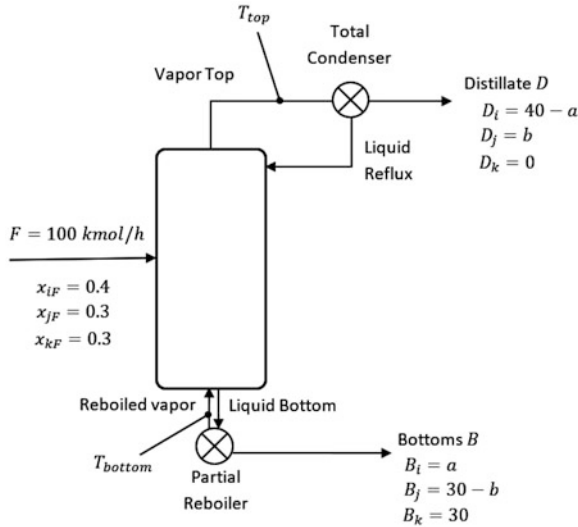 T_top
Total
Condenser
Vapor Top
Distillate D
D_i = 40 − a
D_j = b
D_k = 0
Liquid
Reflux
F = 100 kmol/h
x_iF = 0.4
x_jF = 0.3
x_kF = 0.3
Reboiled vapor
Liquid Bottom
T_bottom
Partial
Reboiler
Bottoms B
B_i = a
B_j = 30 − b
B_k = 30